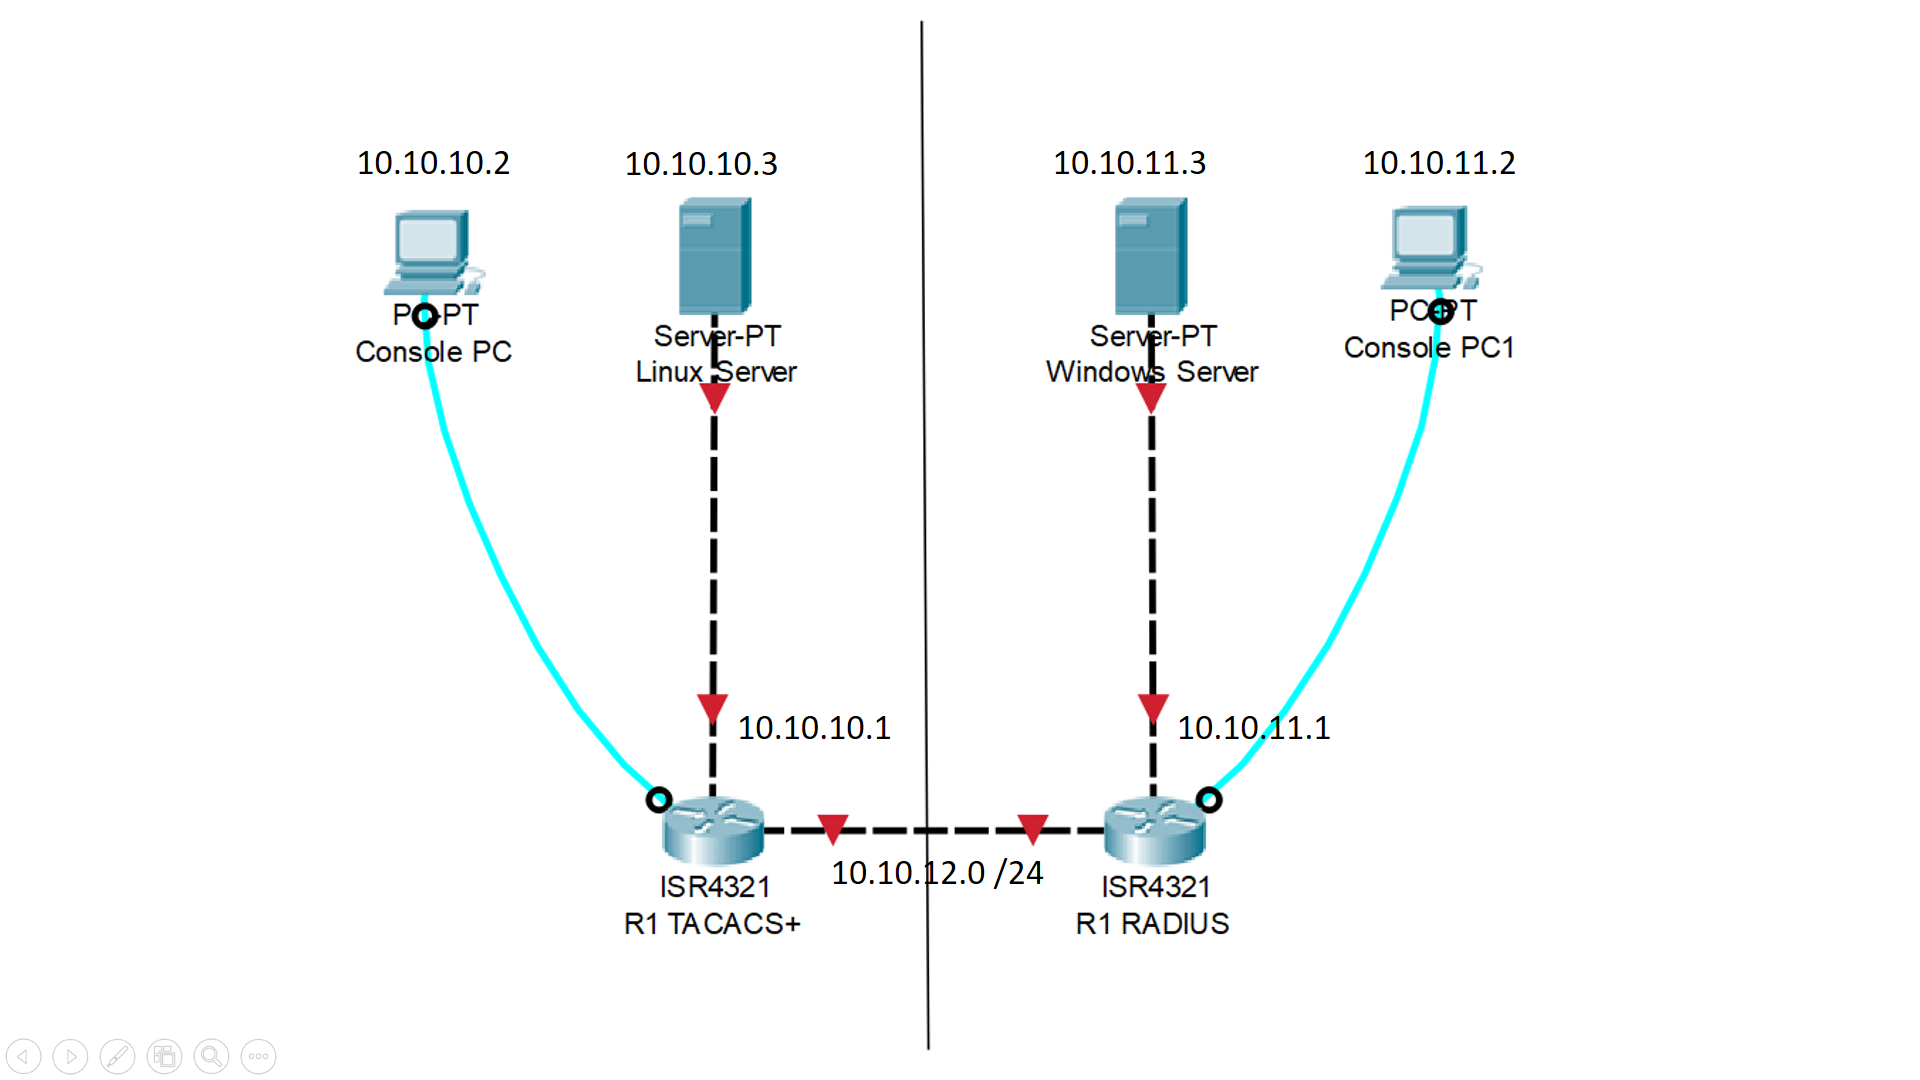 10.10.10.2
10.10.10.3
10.10.11.3
10.10.11.2
PC-PT
Console PC
Server-PT
Linux Server
Server-PT
Windows Server
PC-PT
Console PC1
10.10.10.1
10.10.11.1
10.10.12.0 /24
ISR4321
R1 TACACS+
ISR4321
R1 RADIUS